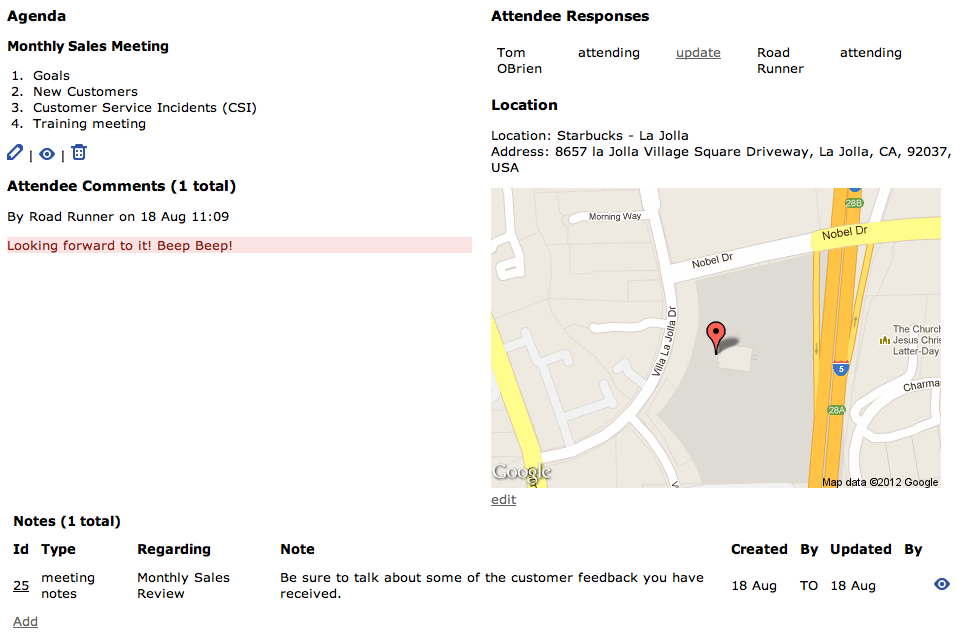 Agenda
Monthly Sales Meeting
1. Goals
2. New Customers
3. Customer Service Incidents (CSI)
4. Training meeting
| |
Attendee Comments (1 total)
By Road Runner on 18 Aug 11:09
Looking forward to it! Beep Beep!
Attendee Responses
Tom OBrien attending update Road Runner attending
Location
Location: Starbucks - La Jolla
Address: 8657 la Jolla Village Square Driveway, La Jolla, CA, 92037,
USA
28B
Morning Way
Nobel Dr
Nobel Dr
Villa La Jolla Dr
The Church
Jesus Chris
Latter-Day
5
Charma
28A
Google
Map data ©2012 Google
edit
Notes (1 total)
Id Type Regarding Note Created By Updated By
25 meeting notes Monthly Sales Review Be sure to talk about some of the customer feedback you have received. 18 Aug TO 18 Aug
Add